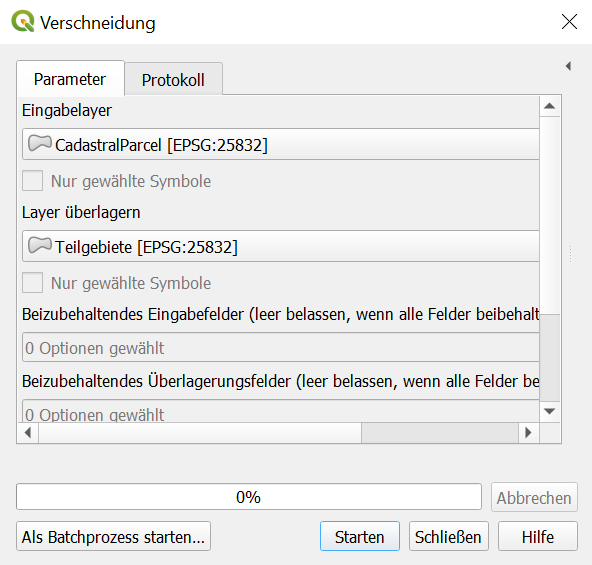 Verschneidung
Parameter
Protokoll
Eingabelayer
CadastralParcel [EPSG:25832]
Nur gewählte Symbole
Layer überlagern
Teilgebiete [EPSG:25832]
Nur gewählte Symbole
Beizubehaltendes Eingabefelder (leer belassen, wenn alle Felder beibehalt
0 Optionen gewählt
Beizubehaltendes Überlagerungsfelder (leer belassen, wenn alle Felder be
0 Optionen gewählt
0%
Abbrechen
Als Batchprozess starten...
Starten
Schließen
Hilfe